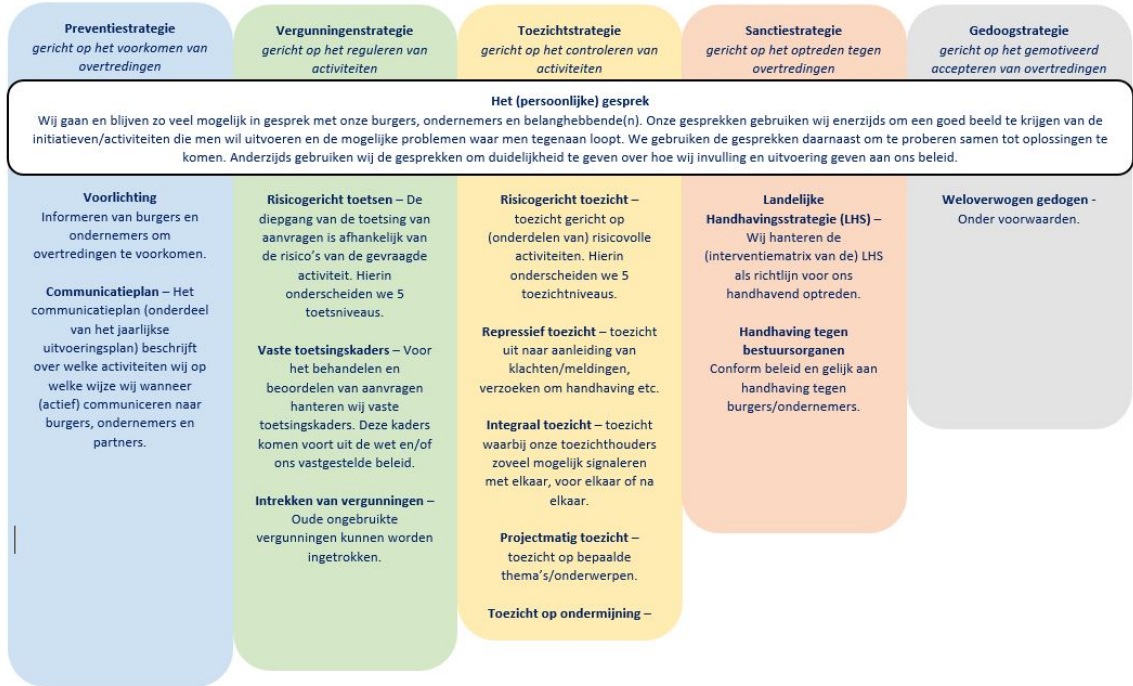 Preventiestrategie
gericht op het voorkomen van
overtredingen
Vergunningenstrategie
gericht op het reguleren van
activiteiten
Toezichtstrategie
gericht op het controleren van
activiteiten
Sanctiestrategie
gericht op het optreden tegen
overtredingen
Gedoogstrategie
gericht op het gemotiveerd
accepteren van overtredingen
Het (persoonlijke) gesprek
Wij gaan en blijven zo veel mogelijk in gesprek met onze burgers, ondernemers en belanghebbende(n). Onze gesprekken gebruiken wij enerzijds om een goed beeld te krijgen van de
initiatieven/activiteiten die men wil uitvoeren en de mogelijke problemen waar men tegenaan loopt. We gebruiken de gesprekken daarnaast om te proberen samen tot oplossingen te
komen. Anderzijds gebruiken wij de gesprekken om duidelijkheid te geven over hoe wij invulling en uitvoering geven aan ons beleid.
Voorlichting
Informeren van burgers en
ondernemers om
overtredingen te voorkomen.
Communicatieplan – Het
communicatieplan (onderdeel
van het jaarlijkse
uitvoeringsplan) beschrijft
over welke activiteiten wij op
welke wijze wij wanneer
(actief) communiceren naar
burgers, ondernemers en
partners.
Risicogericht toetsen – De
diepgang van de toetsing van
aanvragen is afhankelijk van
de risico's van de gevraagde
activiteit. Hierin
onderscheiden we 5
toetsniveaus.
Vaste toetsingskaders – Voor
het behandelen en
beoordelen van aanvragen
hanteren wij vaste
toetsingskaders. Deze kaders
komen voort uit de wet en/of
ons vastgestelde beleid.
Intrekken van vergunningen –
Oude ongebruikte
vergunningen kunnen worden
ingetrokken.
Risicogericht toezicht –
toezicht gericht op
(onderdelen van) risicovolle
activiteiten. Hierin
onderscheiden we 5
toezichtniveaus.
Repressief toezicht – toezicht
uit naar aanleiding van
klachten/meldingen,
verzoeken om handhaving etc.
Integraal toezicht – toezicht
waarbij onze toezichthouders
zoveel mogelijk signaleren
met elkaar, voor elkaar of na
elkaar.
Projectmatig toezicht –
toezicht op bepaalde
thema's/onderwerpen.
Toezicht op ondermijning –
Landelijke
Handhavingsstrategie (LHS) –
Wij hanteren de
(interventiematrix van de) LHS
als richtlijn voor ons
handhavend optreden.
Handhaving tegen
bestuursorganen
Conform beleid en gelijk aan
handhaving tegen
burgers/ondernemers.
Weloverwogen gedogen -
Onder voorwaarden.